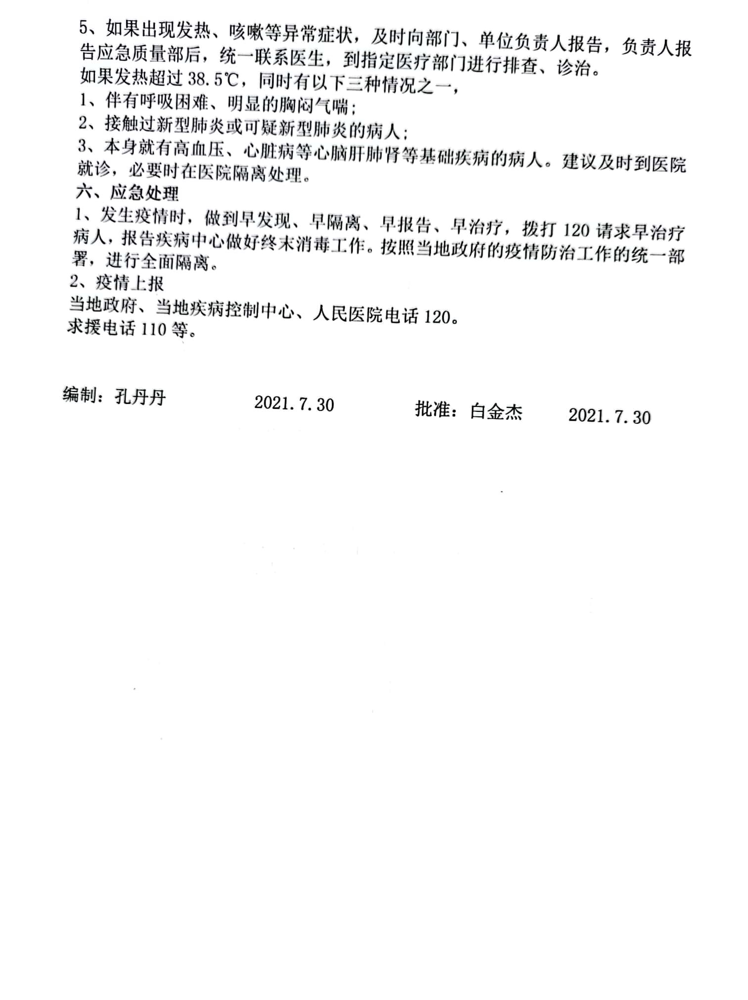 5、如果出现发热、咳嗽等异常症状，及时向部门、单位负责人报告，负责人报
告应急质量部后，统一联系医生，到指定医疗部门进行排查、诊治。
如果发热超过 38.5℃，同时有以下三种情况之一，
1、伴有呼吸困难、明显的胸闷气喘；
2、接触过新型肺炎或可疑新型肺炎的病人；
3、本身就有高血压、心脏病等心脑肝肺肾等基础疾病的病人。建议及时到医院
就诊，必要时在医院隔离处理。
六、应急处理
1、发生疫情时，做到早发现、早隔离、早报告、早治疗，拨打 120 请求早治疗
病人，报告疾病中心做好终末消毒工作。按照当地政府的疫情防治工作的统一部
署，进行全面隔离。
2、疫情上报
当地政府、当地疾病控制中心、人民医院电话 120。
求援电话 110 等。
编制：孔丹丹 2021.7.30 批准：白金杰 2021.7.30